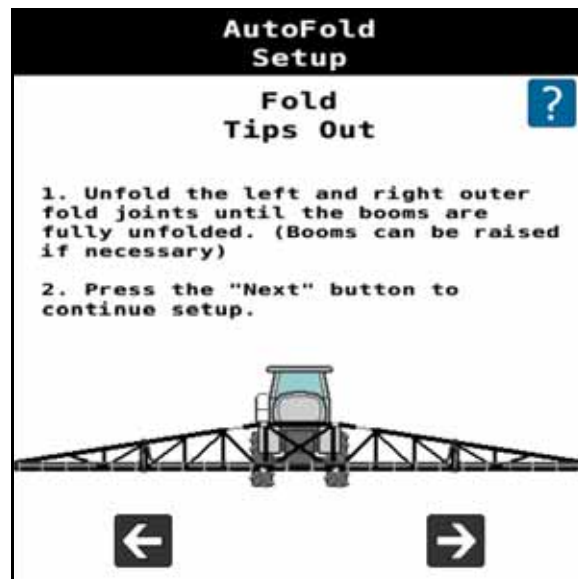 AutoFold
Setup
Fold
Tips Out
?
1. Unfold the left and right outer
fold joints until the booms are
fully unfolded. (Booms can be raised
if necessary)
2. Press the "Next" button to
continue setup.